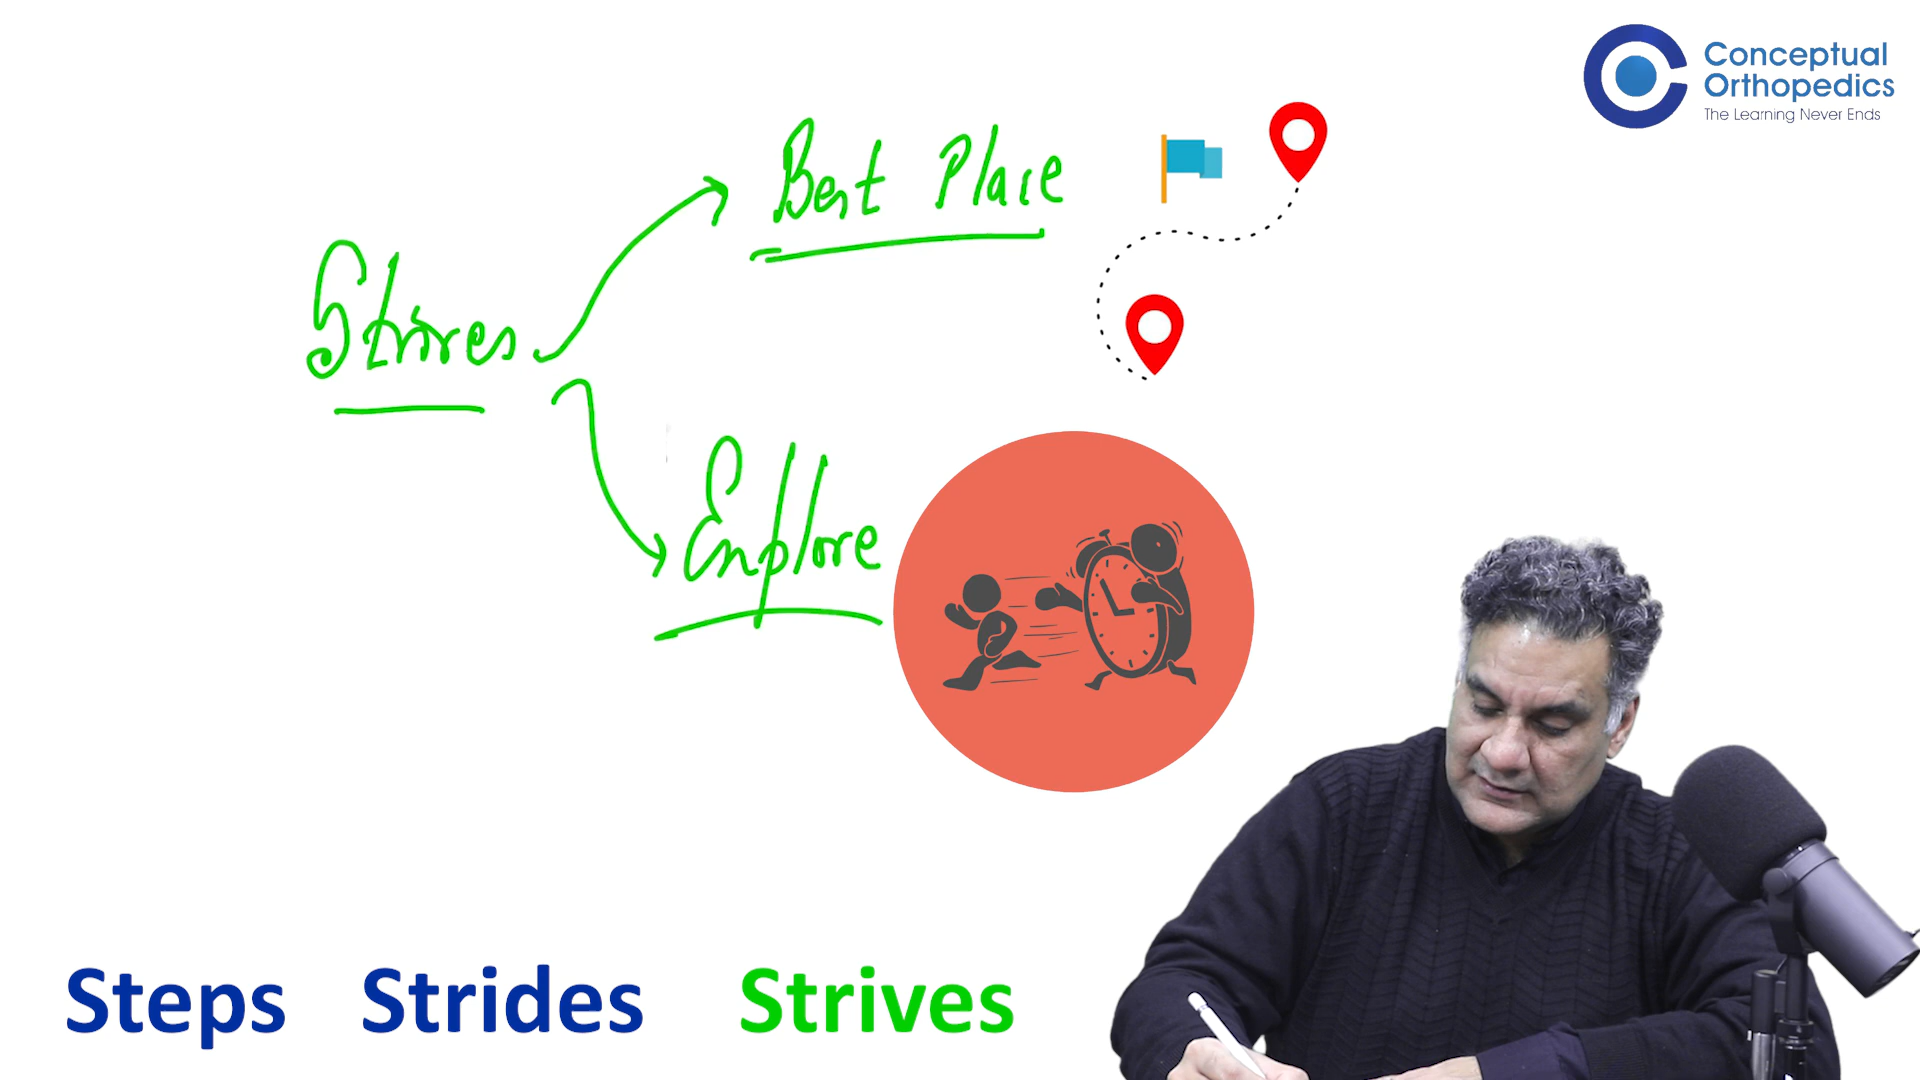 Conceptual
Orthopedics
The Learning Never Ends
Best Place
Strives
Explore
Steps Strides Strives